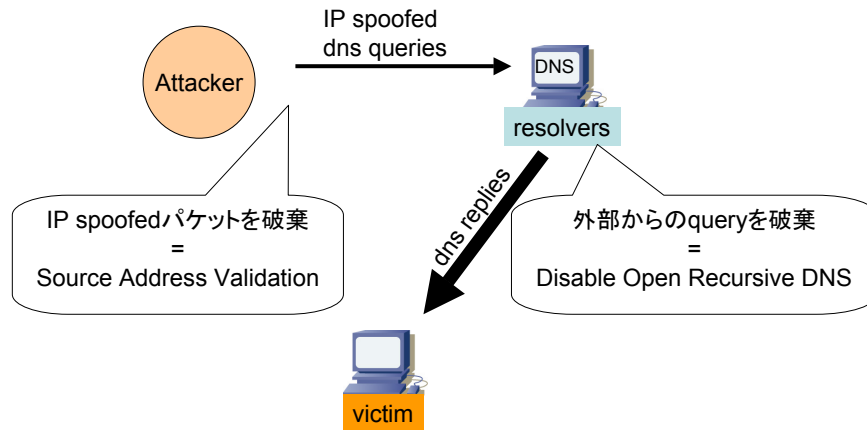 IP spoofed
dns queries
Attacker
DNS
resolvers
IP spoofedパケットを破棄
=
Source Address Validation
dns replies
外部からのqueryを破棄
=
Disable Open Recursive DNS
victim